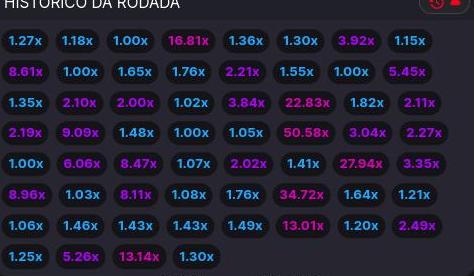 HISTÓRICO DA RODADA
1.27x 1.18x 1.00x 16.81x 1.36x 1.30x 3.92x 1.15x
8.61x 1.00x 1.65x 1.76x 2.21x 1.55x 1.00x 5.45x
1.35x 2.10x 2.00x 1.02x 3.84x 22.83x 1.82x 2.11x
2.19x 9.09x 1.48x 1.00x 1.05x 50.58x 3.04x 2.27x
1.00x 6.06x 8.47x 1.07x 2.02x 1.41x 27.94x 3.35x
8.96x 1.03x 8.11x 1.08x 1.76x 34.72x 1.64x 1.21x
1.06x 1.46x 1.43x 1.43x 1.49x 13.01x 1.20x 2.49x
1.25x 5.26x 13.14x 1.30x